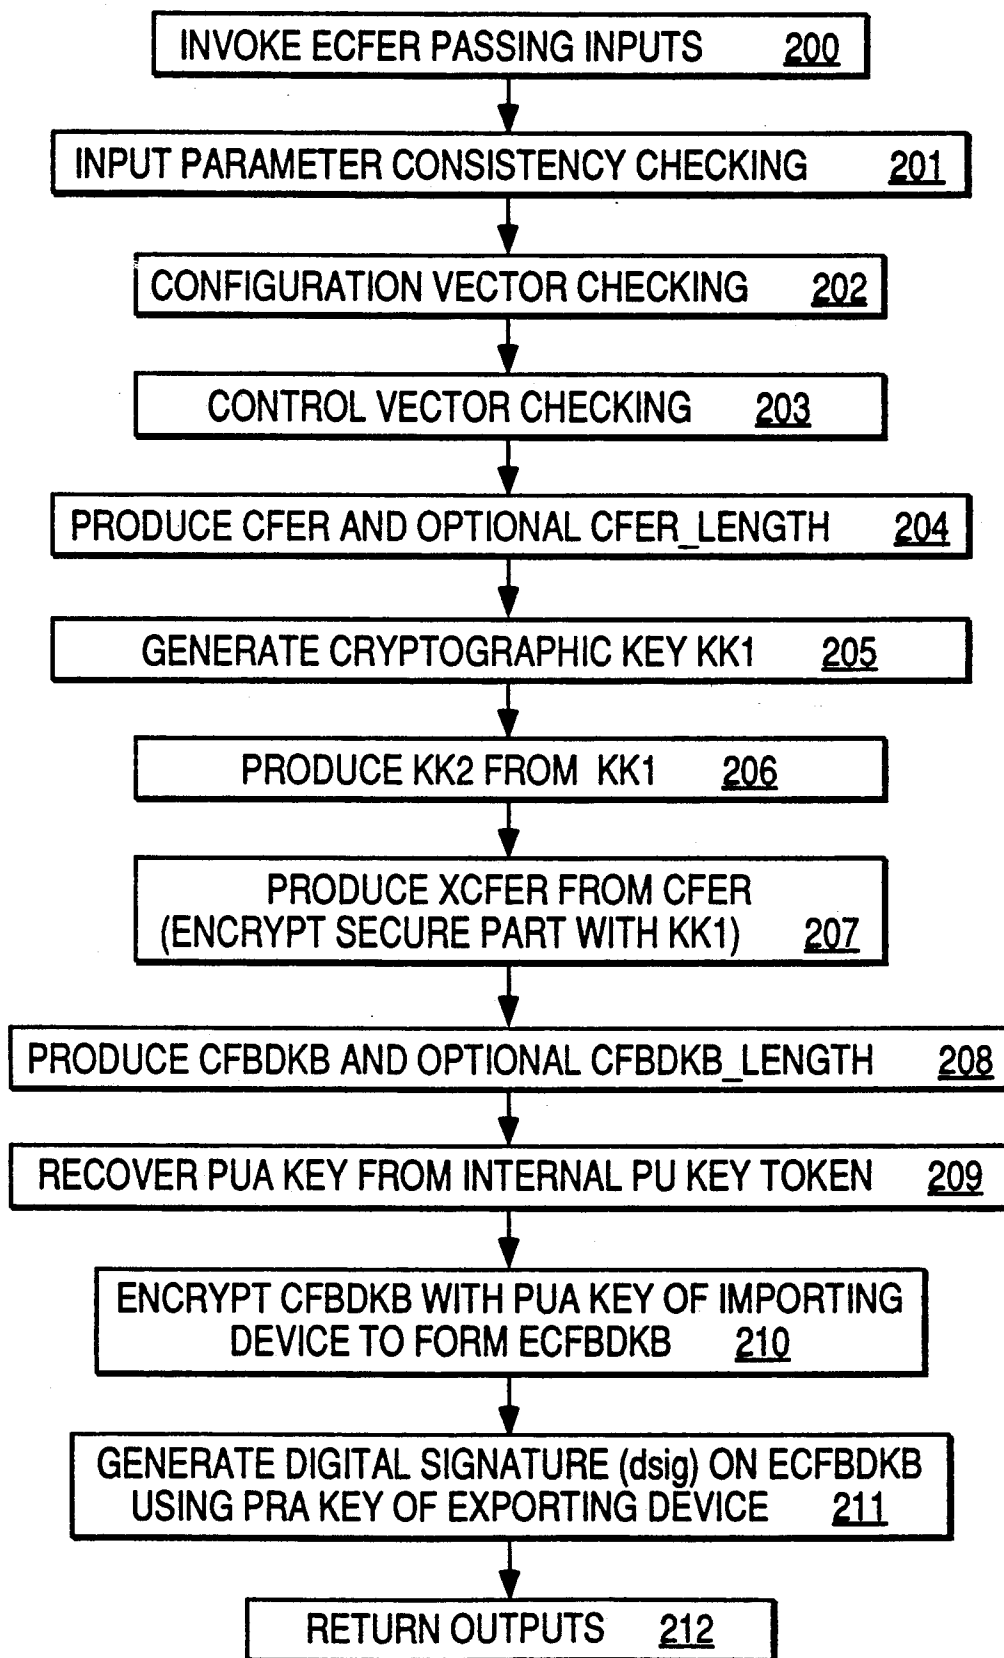 INVOKE ECFER PASSING INPUTS 200
INPUT PARAMETER CONSISTENCY CHECKING 201
CONFIGURATION VECTOR CHECKING 202
CONTROL VECTOR CHECKING 203
PRODUCE CFER AND OPTIONAL CFER_LENGTH 204
GENERATE CRYPTOGRAPHIC KEY KK1 205
PRODUCE KK2 FROM KK1 206
PRODUCE XCFER FROM CFER
(ENCRYPT SECURE PART WITH KK1) 207
PRODUCE CFBDKB AND OPTIONAL CFBDKB_LENGTH 208
RECOVER PUA KEY FROM INTERNAL PU KEY TOKEN 209
ENCRYPT CFBDKB WITH PUA KEY OF IMPORTING
DEVICE TO FORM ECFBDKB 210
GENERATE DIGITAL SIGNATURE (dsig) ON ECFBDKB
USING PRA KEY OF EXPORTING DEVICE 211
RETURN OUTPUTS 212